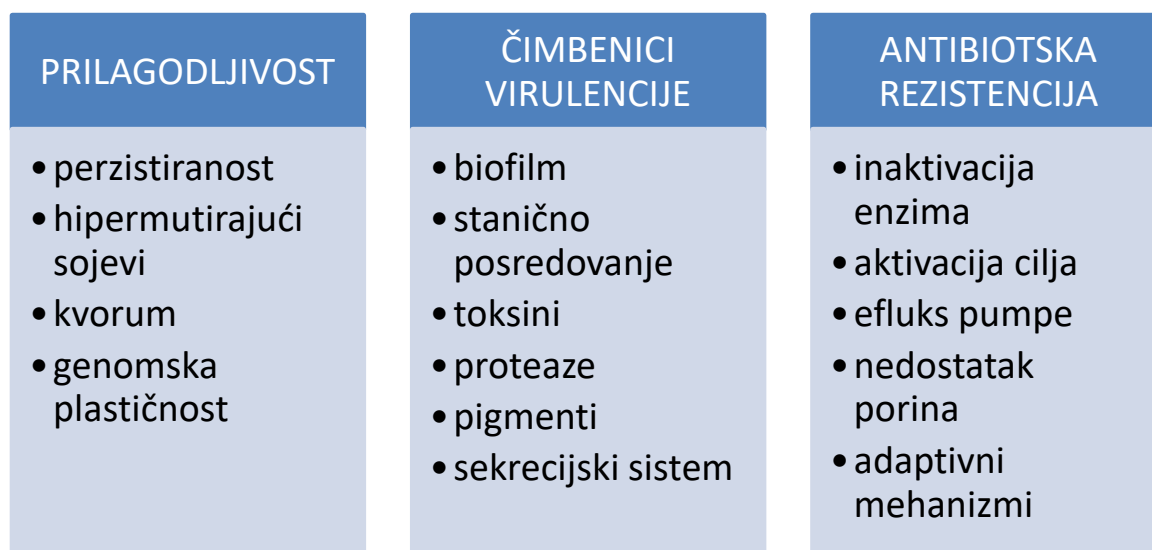 PRILAGODLJIVOST
• perzistiranost
• hipermutirajući
sojevi
• kvorum
• genomska
plastičnost
ČIMBENICI
VIRULENCIJE
• biofilm
• stanično
posredovanje
• toksini
• proteaze
• pigmenti
• sekrecijski sistem
ANTIBIOTSKA
REZISTENCIJA
• inaktivacija
enzima
• aktivacija cilja
• efluks pumpe
• nedostatak
porina
• adaptivni
mehanizmi